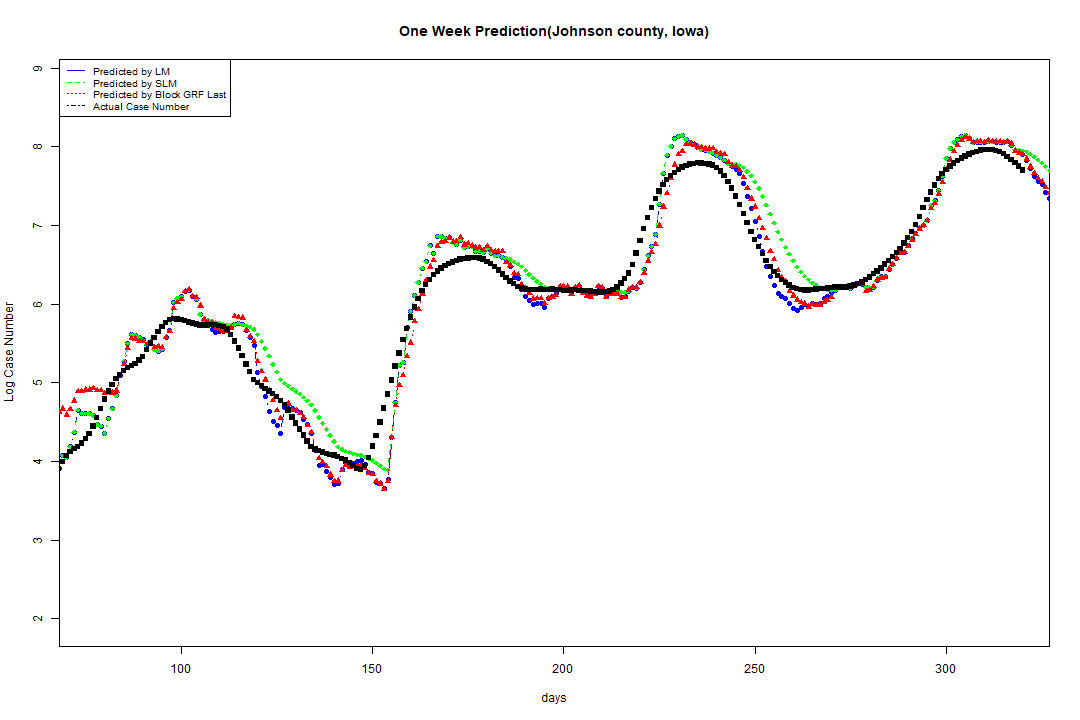 One Week Prediction(Johnson county, Iowa)
Predicted by LM
Predicted by SLM
Predicted by Block GRF Last
Actual Case Number
9
8
7
6
5
4
3
2
Log Case Number
100 150 200 250 300
days